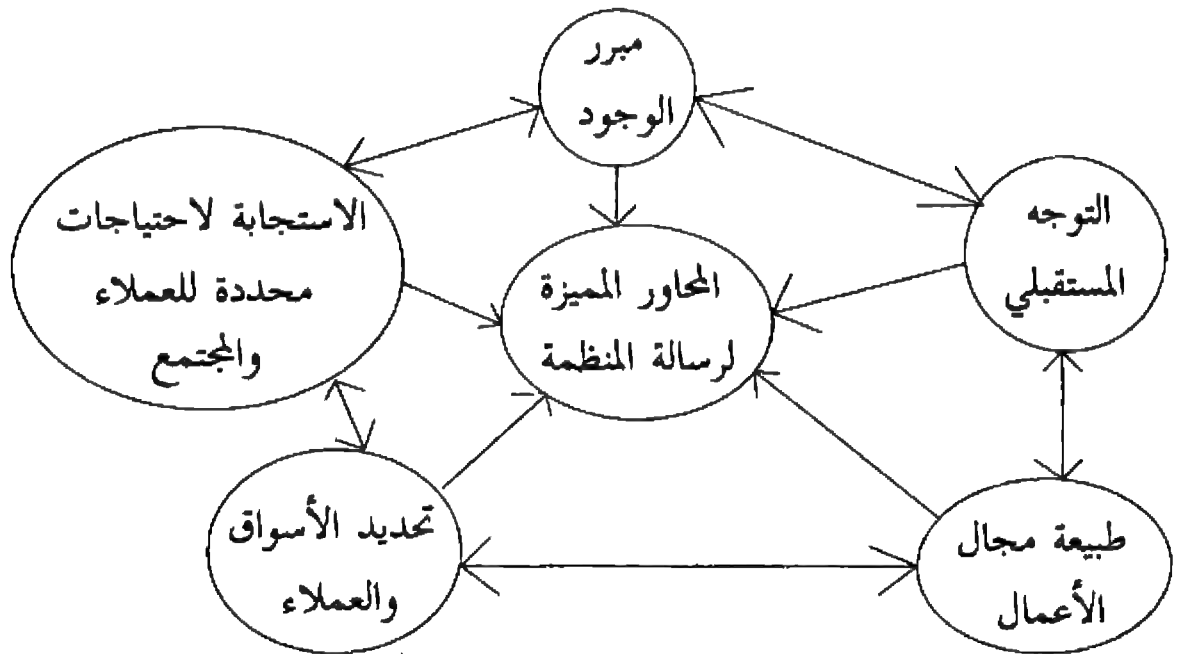 مبرر
الوجود
التوجه
المستقبلي
الاستجابة لاحتياجات
محددة للعملاء
والمجتمع
المحاور المميزة
لرسالة المنظمة
طبيعة مجال
الأعمال
تحديد الأسواق
والعملاء